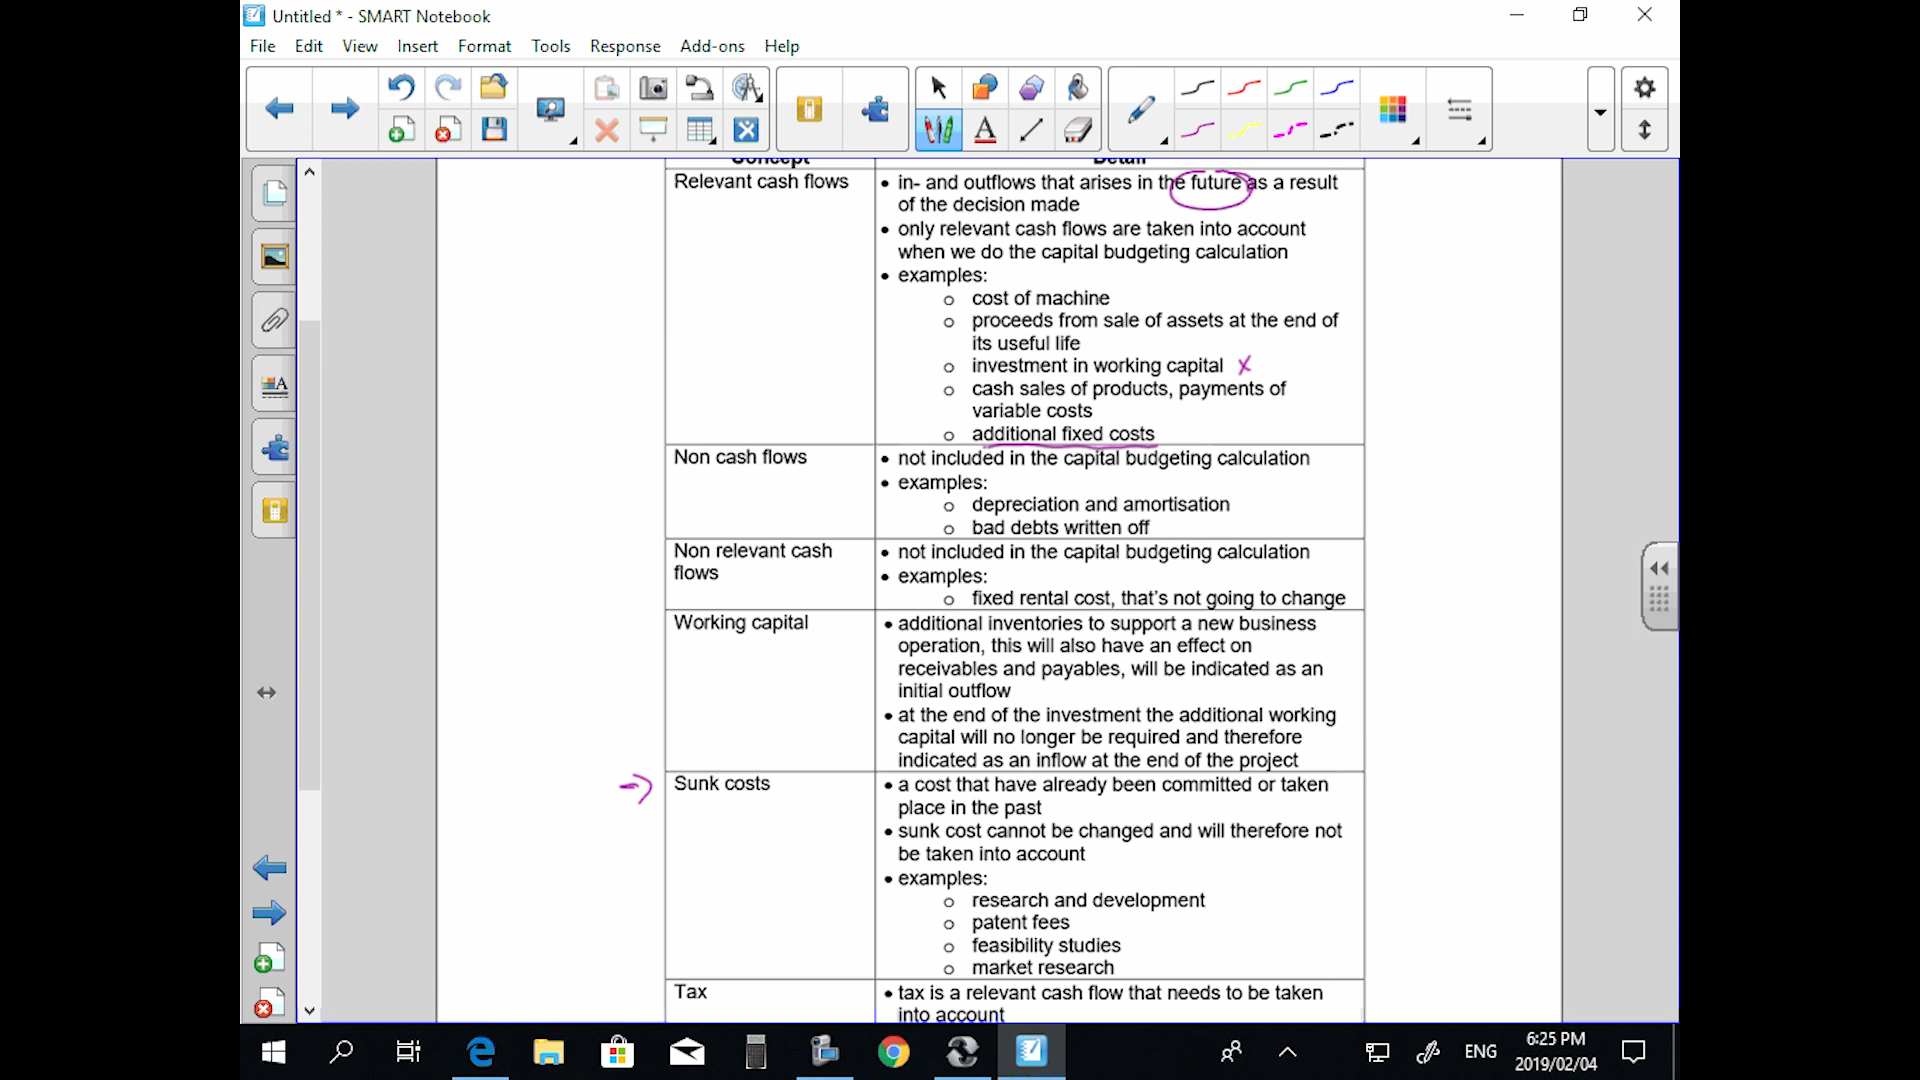 Untitled * - SMART Notebook
File Edit View Insert Format Tools Response Add-ons Help
Concept Detail
Relevant cash flows
• in- and outflows that arises in the future as a result
of the decision made
• only relevant cash flows are taken into account
when we do the capital budgeting calculation
• examples:
o cost of machine
o proceeds from sale of assets at the end of
its useful life
o investment in working capital x
o cash sales of products, payments of
variable costs
o additional fixed costs
Non cash flows
• not included in the capital budgeting calculation
• examples:
o depreciation and amortisation
o bad debts written off
Non relevant cash
flows
• not included in the capital budgeting calculation
• examples:
o fixed rental cost, that's not going to change
Working capital
• additional inventories to support a new business
operation, this will also have an effect on
receivables and payables, will be indicated as an
initial outflow
• at the end of the investment the additional working
capital will no longer be required and therefore
indicated as an inflow at the end of the project
Sunk costs
• a cost that have already been committed or taken
place in the past
• sunk cost cannot be changed and will therefore not
be taken into account
• examples:
o research and development
o patent fees
o feasibility studies
o market research
Tax
• tax is a relevant cash flow that needs to be taken
into account
ENG
6:25 PM
2019/02/04